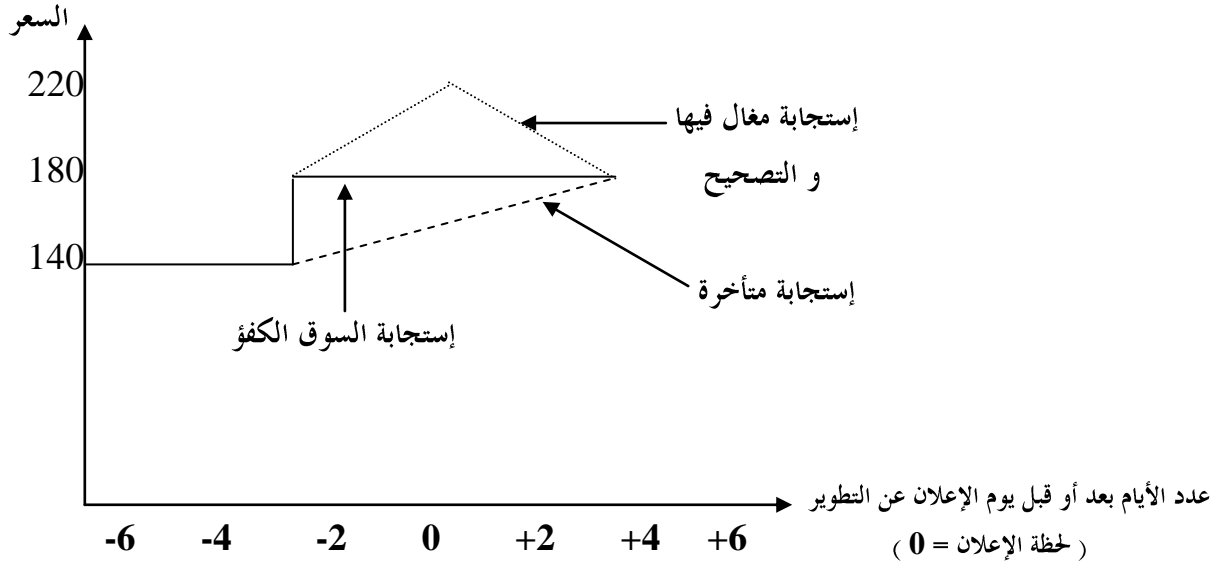 السعر
220
إستجابة مغال فيها
180
و التصحيح
140
إستجابة متأخرة
إستجابة السوق الكفؤ
عدد الأيام بعد أو قبل يوم الإعلان عن التطوير
-6 -4 -2 0 +2 +4 +6
( لحظة الإعلان = 0 )